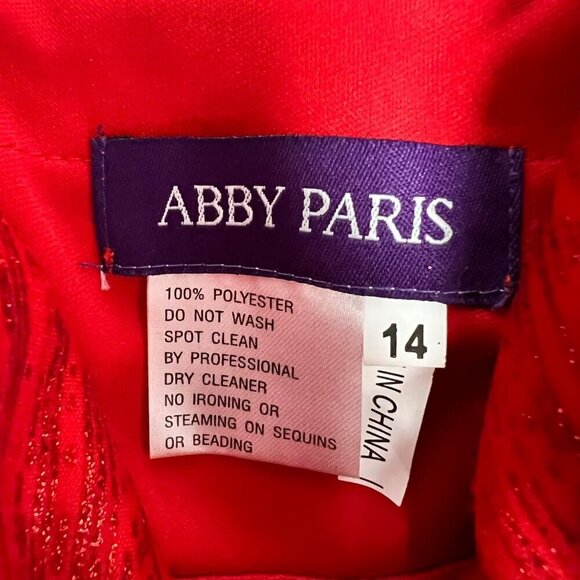 ABBY PARIS
100% POLYESTER
DO NOT WASH
SPOT CLEAN
BY PROFESSIONAL
DRY CLEANER
NO IRONING OR
STEAMING ON SEQUINS
OR BEADING
14
IN CHINA